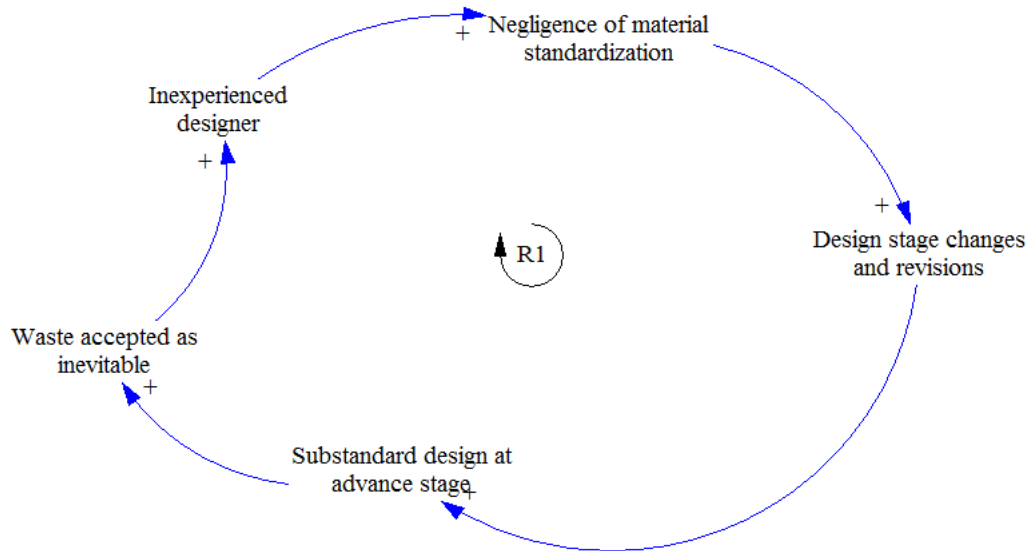 Negligence of material
standardization
+
Inexperienced
designer
+
+
Design stage changes
and revisions
R1
Waste accepted as
inevitable
+
Substandard design at
advance stage
+